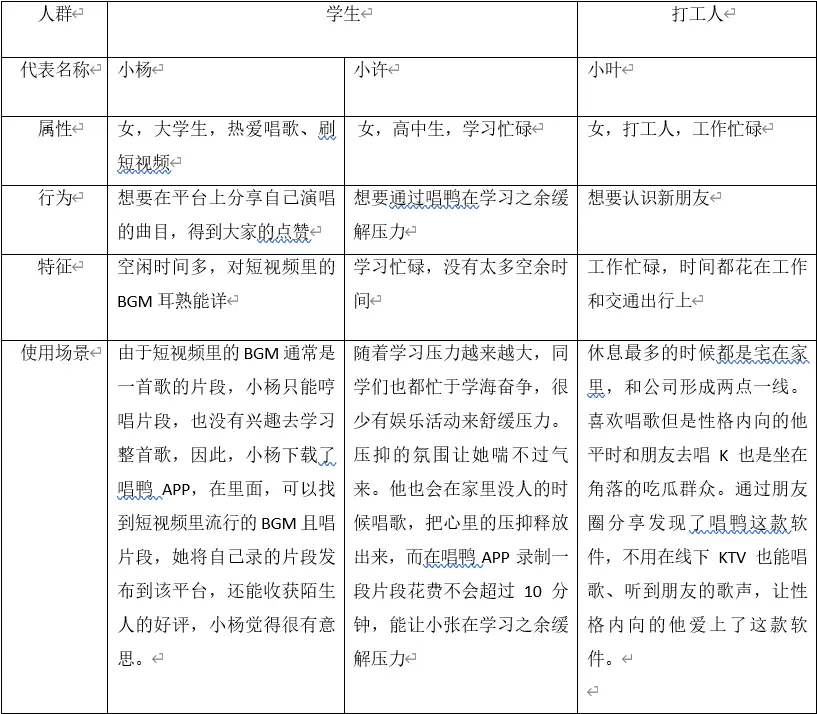 人群 学生 打工人
代表名称 小杨 小许 小叶
属性
女，大学生，热爱唱歌、刷
短视频
女，高中生，学习忙碌
女，打工人，工作忙碌
行为
想要在平台上分享自己演唱
的曲目，得到大家的点赞
想要通过唱鸭在学习之余缓
解压力
想要认识新朋友
特征
空闲时间多，对短视频里的
BGM 耳熟能详
学习忙碌，没有太多空余时
间
工作忙碌，时间都花在工作
和交通出行上
使用场景
由于短视频里的 BGM 通常是
一首歌的片段，小杨只能哼
唱片段，也没有兴趣去学习
整首歌，因此，小杨下载了
唱鸭 APP，在里面，可以找
到短视频里流行的 BGM 且唱
片段，她将自己录的片段发
布到该平台，还能收获陌生
人的好评，小杨觉得很有意
思。
随着学习压力越来越大，同
学们也都忙于学海奋争，很
少有娱乐活动来舒缓压力。
压抑的氛围让她喘不过气
来。他也会在家里没人的时
候唱歌，把心里的压抑释放
出来，而在唱鸭 APP 录制一
段片段花费不会超过 10 分
钟，能让小张在学习之余缓
解压力
休息最多的时候都是宅在家
里，和公司形成两点一线。
喜欢唱歌但是性格内向的他
平时和朋友去唱 K 也是坐在
角落的吃瓜群众。通过朋友
圈分享发现了唱鸭这款软
件，不用在线下 KTV 也能唱
歌、听到朋友的歌声，让性
格内向的他爱上了这款软
件。